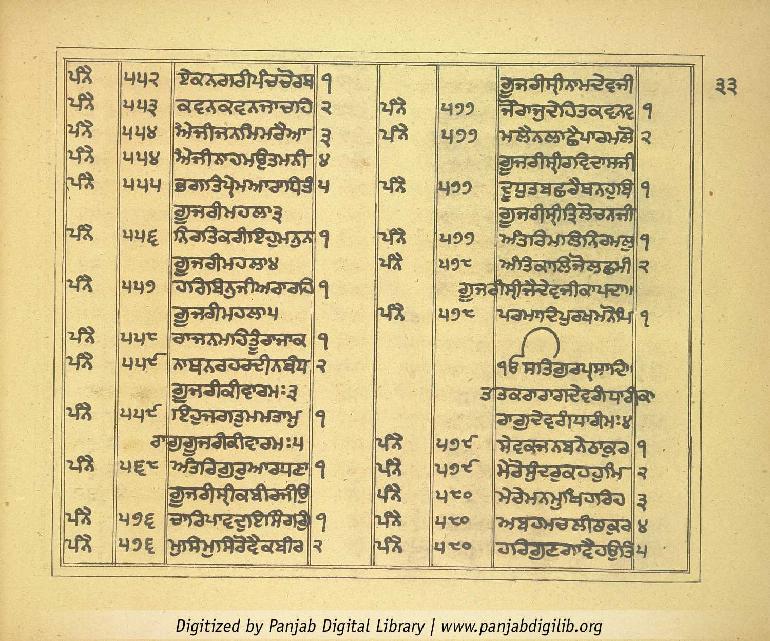 ੩੩
ਪੰਨੈ ੫੫੨ ਏਕਨਗਰੀਪੰਚਚੋਰਬ ੧
ਪੰਨੈ ੫੫੩ ਕਵਨਕਵਨਜਾਚਹਿ ੨
ਪੰਨੈ ੫੫੪ ਐਜੀਜਨਮਿਮਰੈਆ ੩
ਪੰਨੈ ੫੫੪ ਐਜੀਨਾਹਮਉਤਮਨੀ ੪
ਪੰਨੈ ੫੫੫ ਭਗਤਿਪ੍ਰੇਮਆਰਾਧਿਤੰ ੫
ਗੂਜਰੀਮਹਲਾ੩
ਪੰਨੈ ੫੫੬ ਨਿਰਤਿਕਰੀਇਹੁਮਨੁਨ ੧
ਗੂਜਰੀਮਹਲਾ੪
ਪੰਨੈ ੫੫੭ ਹਰਿਬਿਨੁਜੀਅਰਾਰਹਿ ੧
ਗੂਜਰੀਮਹਲਾ੫
ਪੰਨੈ ੫੫੮ ਰਾਜਨਮਹਿਤੂੰਰਾਜਾਕ ੧
ਪੰਨੈ ੫੫੯ ਨਾਥਨਰਹਰਦੀਨਬੰਧ ੨
ਗੂਜਰੀਕੀਵਾਰਮਃ੩
ਪੰਨੈ ੫੫੯ ਇਹੁਜਗਤੁਮਮਤਾਮੁ ੧
ਰਾਗੁਗੂਜਰੀਕੀਵਾਰਮਃ੫
ਪੰਨੈ ੫੬੮ ਅੰਤਰਿਗੁਰੁਆਰਾਧਣਾ ੧
ਗੂਜਰੀਸ੍ਰੀਕਬੀਰਜੀਉ
ਪੰਨੈ ੫੭੬ ਚਾਰਿਪਾਵਦੁਇਸਿੰਗਗੁੰ ੧
ਪੰਨੈ ੫੭੬ ਮੁਸਿਮੁਸਿਰੋਵੈਕਬੀਰ ੨
ਗੂਜਰੀਸ੍ਰੀਨਾਮਦੇਵਜੀ
ਪੰਨੈ ੫੭੭ ਜੌਰਾਜੁਦੇਹਿਤਕਵਨਵ ੧
ਪੰਨੈ ੫੭੭ ਮਲੈਨਲਾਛੈਪਾਰਮਲੋ ੨
ਗੂਜਰੀਸ੍ਰੀਰਵਿਦਾਸਜੀ
ਪੰਨੈ ੫੭੭ ਦੂਧੁਤਬਛਰੈਥਨਹੁਬਿ ੧
ਗੂਜਰੀਸ੍ਰੀਤ੍ਰਿਲੋਚਨਜੀ
ਪੰਨੈ ੫੭੭ ਅੰਤਰਿਮਲਿਨਿਰਮਲੁ ੧
ਪੰਨੈ ੫੭੮ ਅੰਤਿਕਾਲਿਜੋਲਛਮੀ ੨
ਗੂਜਰੀਸ੍ਰੀਜੈਦੇਵਜੀਕਾਪਦਾ
ਪੰਨੈ ੫੭੮ ਪਰਮਾਦਿਪੁਰਖਮਨੋਪਿ ੧
ੴ ਸਤਿਗੁਰਪ੍ਰਸਾਦਿ
ਤਤਕਰਾਰਾਗਦੇਵਗੰਧਾਰੀਕਾ
ਰਾਗੁਦੇਵਗੰਧਾਰੀਮਃ੪
ਪੰਨੈ ੫੭੯ ਸੇਵਕਜਨਬਨੇਠਾਕੁਰ ੧
ਪੰਨੈ ੫੭੯ ਮੇਰੋਸੁੰਦਰੁਕਹਹੁਮਿ ੨
ਪੰਨੈ ੫੮੦ ਮੇਰੇਮਨਮੁਖਿਹਰਿਹ ੩
ਪੰਨੈ ੫੮੦ ਅਬਹਮਚਲੀਠਾਕੁਰ ੪
ਪੰਨੈ ੫੮੦ ਹਰਿਗੁਣਗਾਵੈਹਉਤਿ ੫
Digitized by Panjab Digital Library | www.panjabdigilib.org